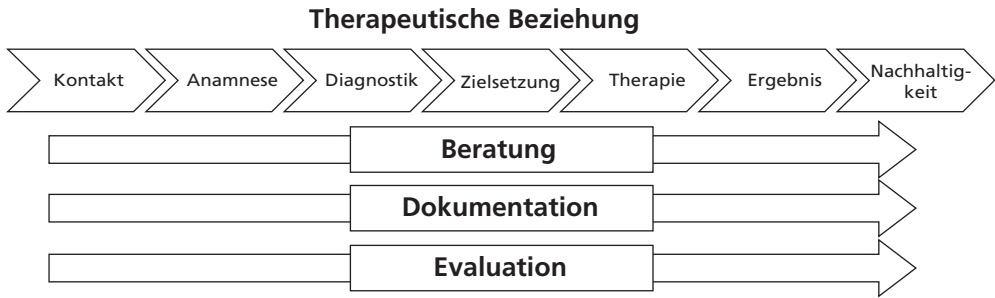 Therapeutische Beziehung
Kontakt
Anamnese
Diagnostik
Zielsetzung
Therapie
Ergebnis
Nachhaltig-
keit
Beratung
Dokumentation
Evaluation